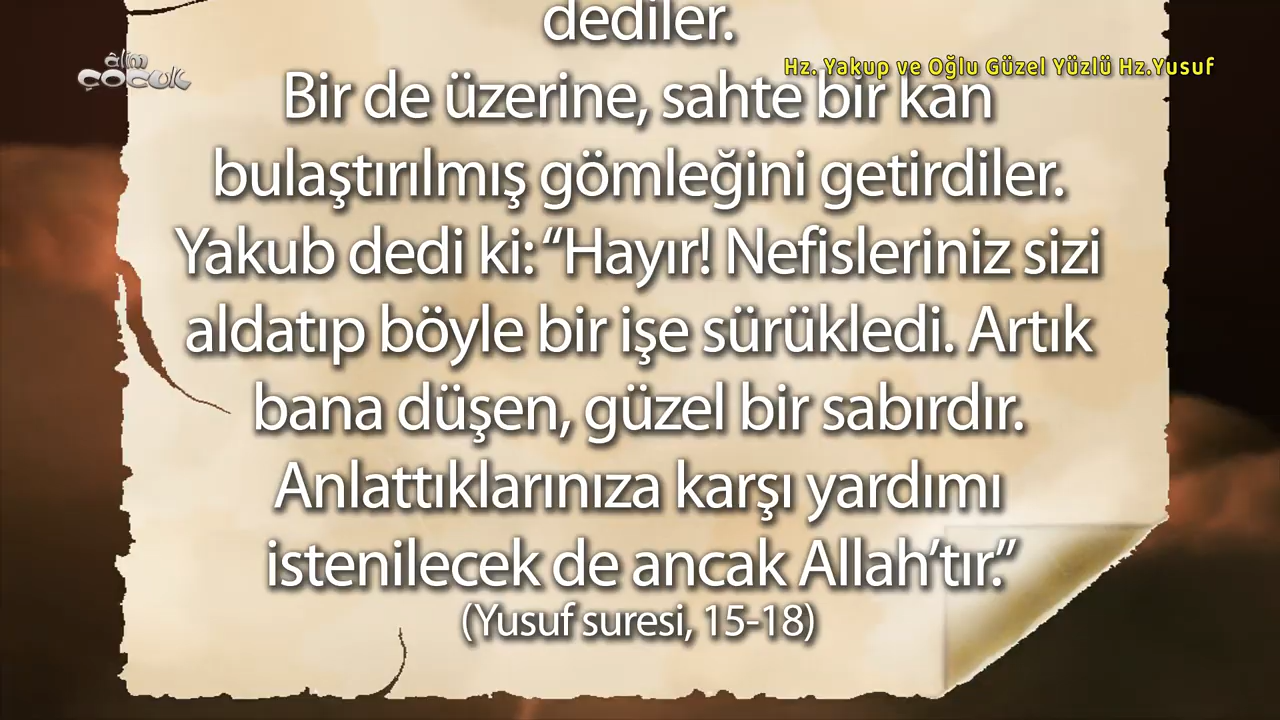 dediler.
âlim
ÇOCUK
Hz. Yakup ve Oğlu Güzel Yüzlü Hz.Yusuf
Bir de üzerine, sahte bir kan
bulaştırılmış gömleğini getirdiler.
Yakub dedi ki: “Hayır! Nefisleriniz sizi
aldatıp böyle bir işe sürükledi. Artık
bana düşen, güzel bir sabırdır.
Anlattıklarınıza karşı yardımı
istenilecek de ancak Allah’tır.”
(Yusuf suresi, 15-18)